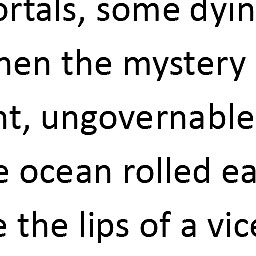 ortals, some dyin
hen the mystery
nt, ungovernable
e ocean rolled ea
e the lips of a vice